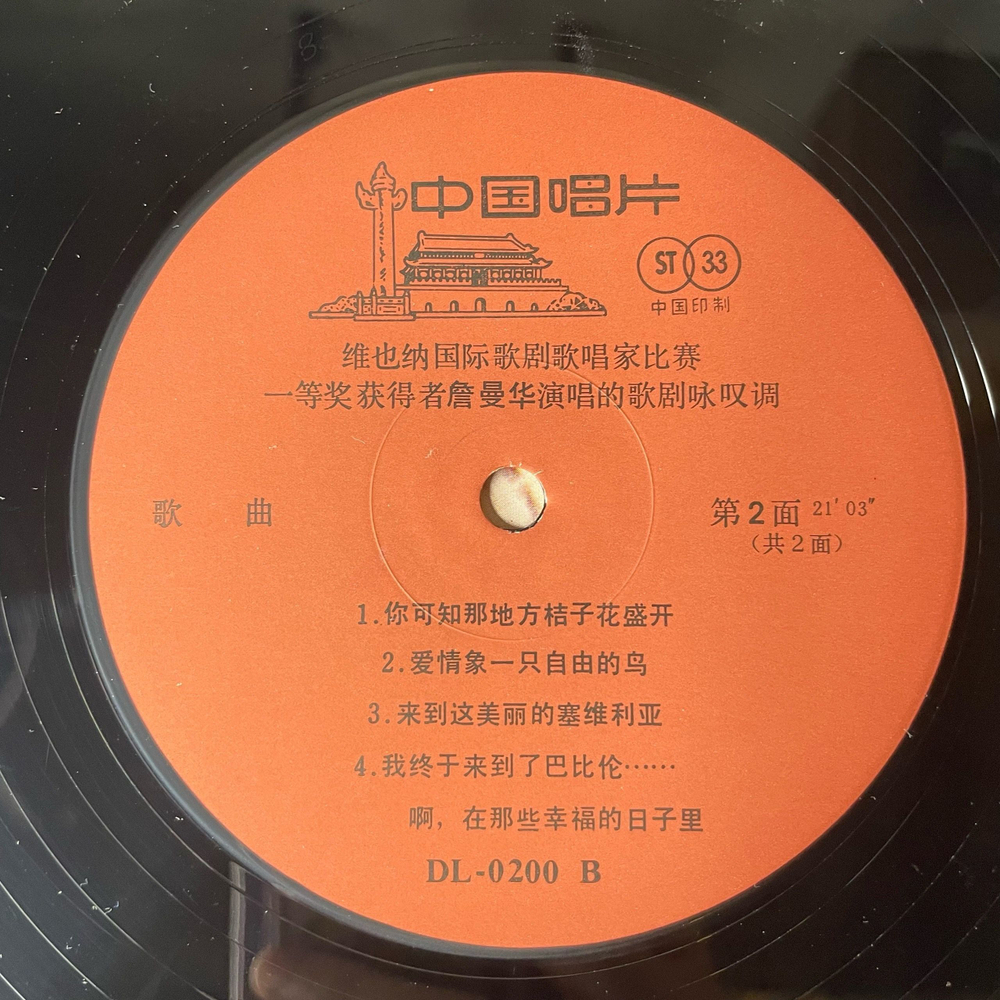 中国唱片
ST 33
中国印制
维也纳国际歌剧歌唱家比赛
一等奖获得者詹曼华演唱的歌剧咏叹调
歌 曲
第2面 21′03″
(共2面)
1.你可知那地方桔子花盛开
2.爱情象一只自由的鸟
3.来到这美丽的塞维利亚
4.我终于来到了巴比伦……
啊，在那些幸福的日子里
DL-0200 B